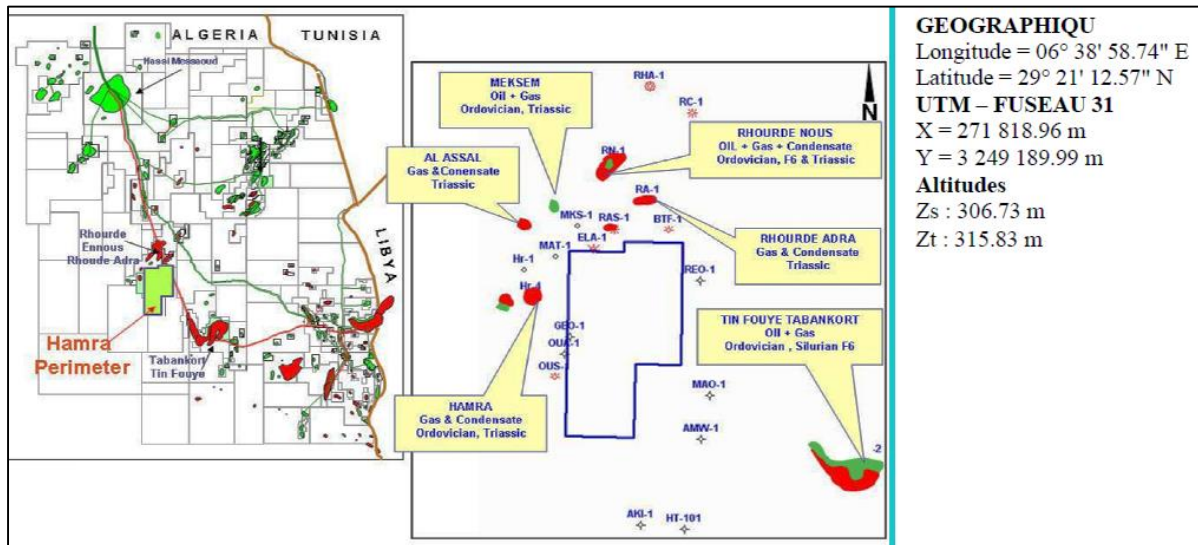 ALGERIA
TUNISIA
Hassi Messaoud
LIBYA
Rhourde
Ennous
Rhoude Adra
Hamra
Perimeter
Tabankort
Tin Fouye
MEKSEM
Oil + Gas
Ordovician, Triassic
RHA-1
RC-1
N
AL ASSAL
Gas &Conensate
Triassic
RN-1
RHOURDE NOUS
OIL + Gas + Condensate
Ordovician, F6 & Triassic
RA-1
MKS-1
RAS-1
BTF-1
ELA-1
MAT-1
RHOURDE ADRA
Gas & Condensate
Triassic
Hr-1
REO-1
Hr-4
TIN FOUYE TABANKORT
Oil + Gas
Ordovician , Silurian F6
OUS-1
HAMRA
Gas & Condensate
Ordovician, Triassic
MAO-1
AMW-1
-2
AKI-1
HT-101
GEOGRAPHIQU
Longitude = 06° 38' 58.74" E
Latitude = 29° 21' 12.57" N
UTM – FUSEAU 31
X = 271 818.96 m
Y = 3 249 189.99 m
Altitudes
Zs : 306.73 m
Zt : 315.83 m